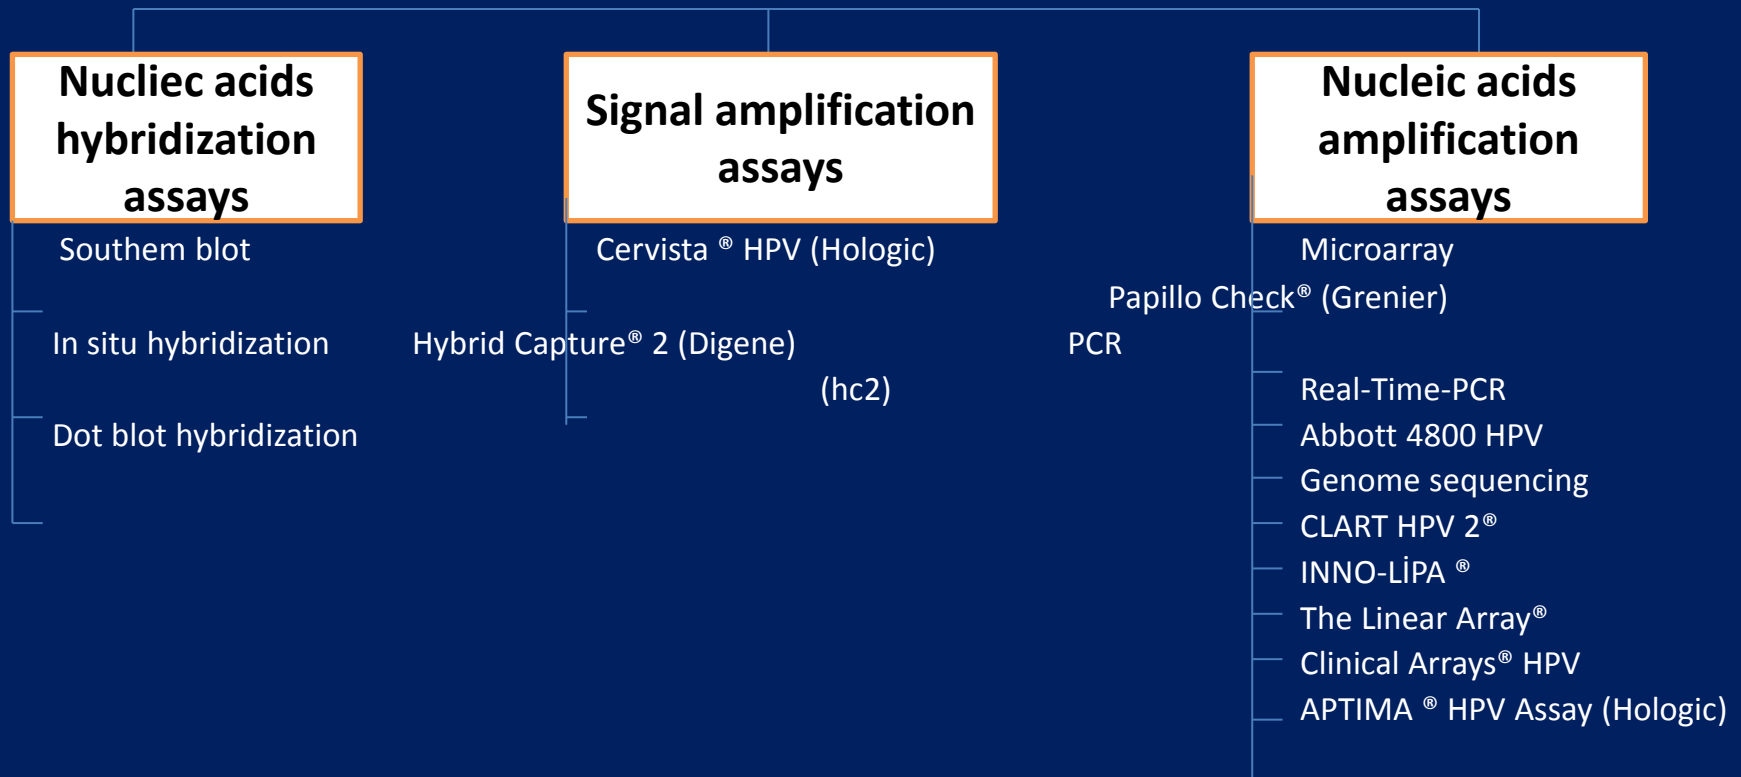 Nucliec acids
hybridization
assays
Southem blot
In situ hybridization
Dot blot hybridization
Signal amplification
assays
Cervista ® HPV (Hologic)
Hybrid Capture® 2 (Digene)
(hc2)
Nucleic acids
amplification
assays
Microarray
Papillo Check® (Grenier)
PCR
Real-Time-PCR
Abbott 4800 HPV
Genome sequencing
CLART HPV 2®
INNO-LİPA ®
The Linear Array®
Clinical Arrays® HPV
APTIMA ® HPV Assay (Hologic)